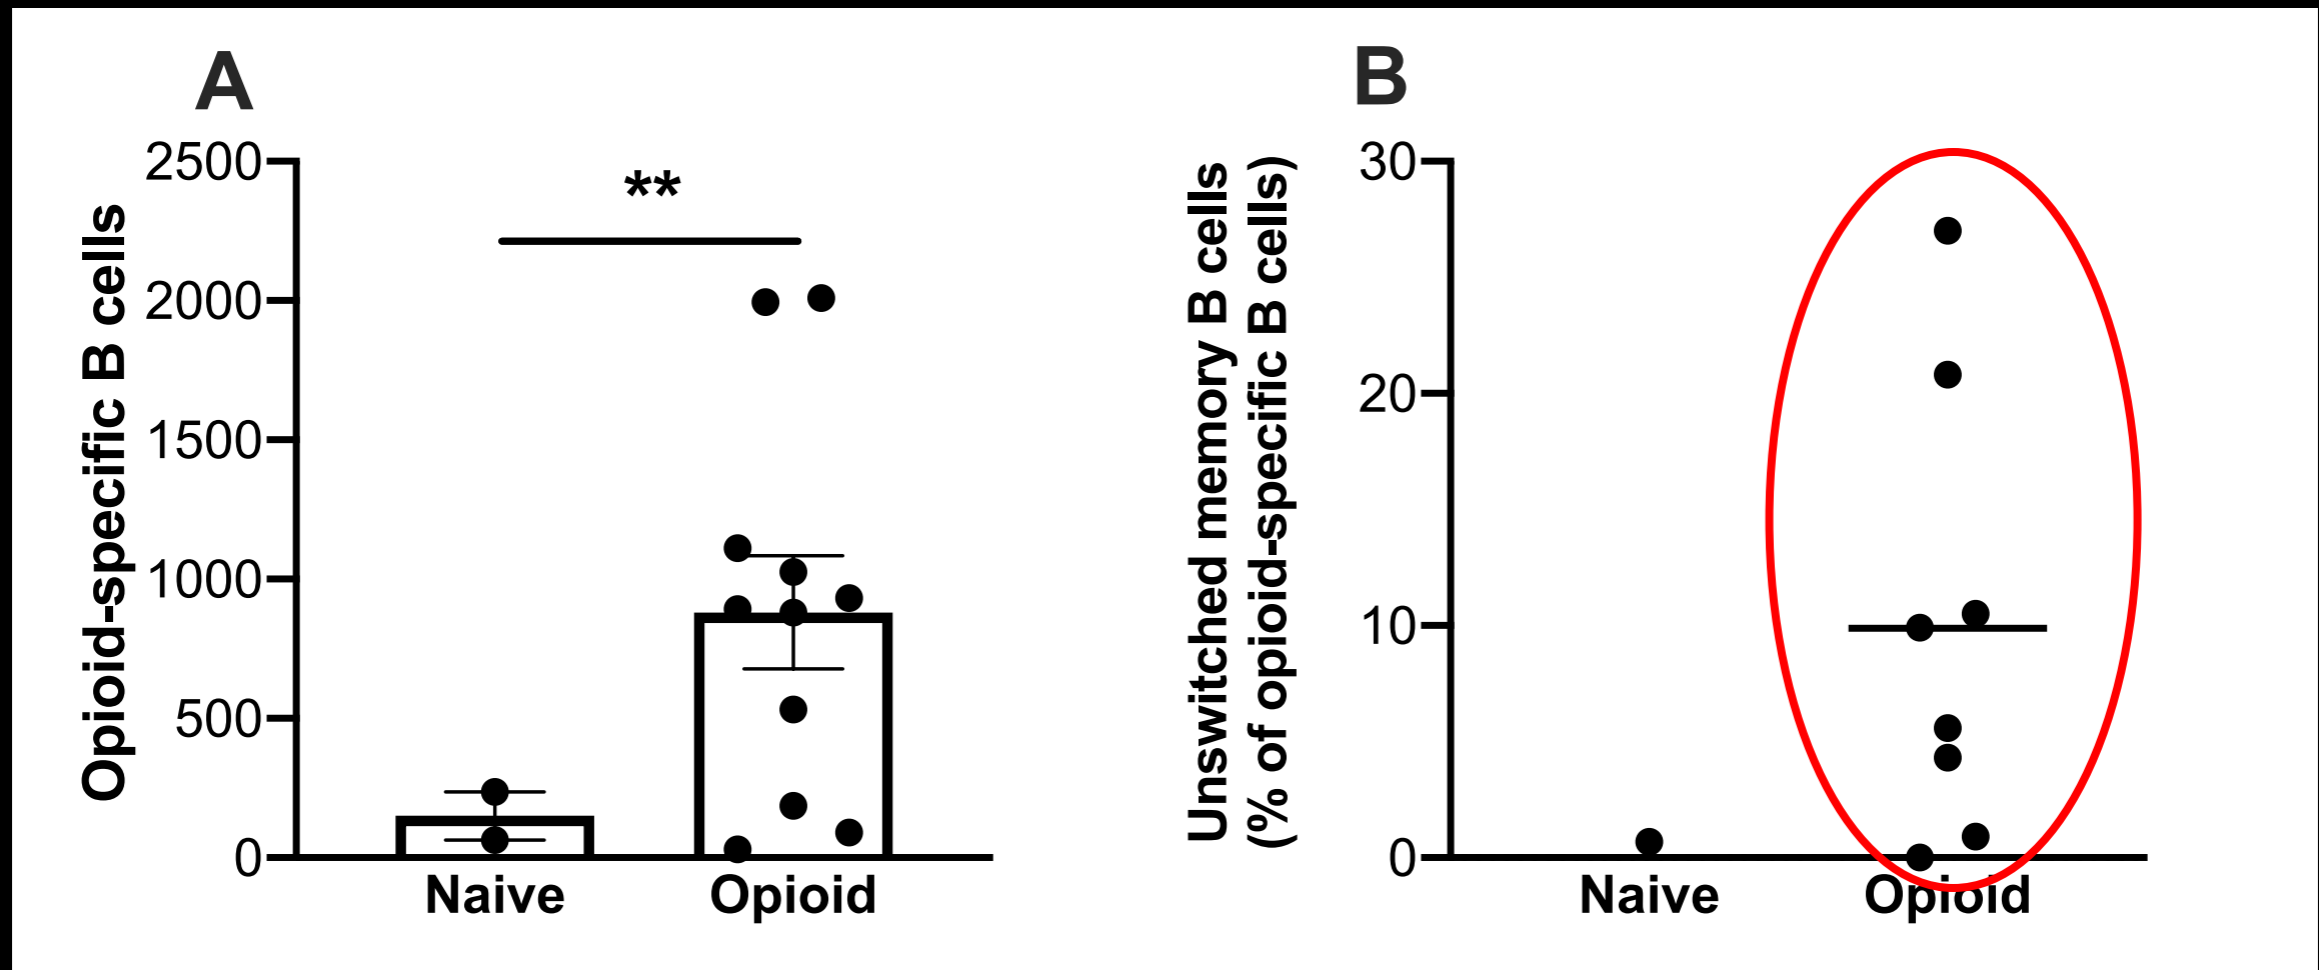 A
Opioid-specific B cells
2500
2000
1500
1000
500
0
**
Naive
Opioid
B
Unswitched memory B cells
(% of opioid-specific B cells)
30
20
10
0
Naive
Opioid